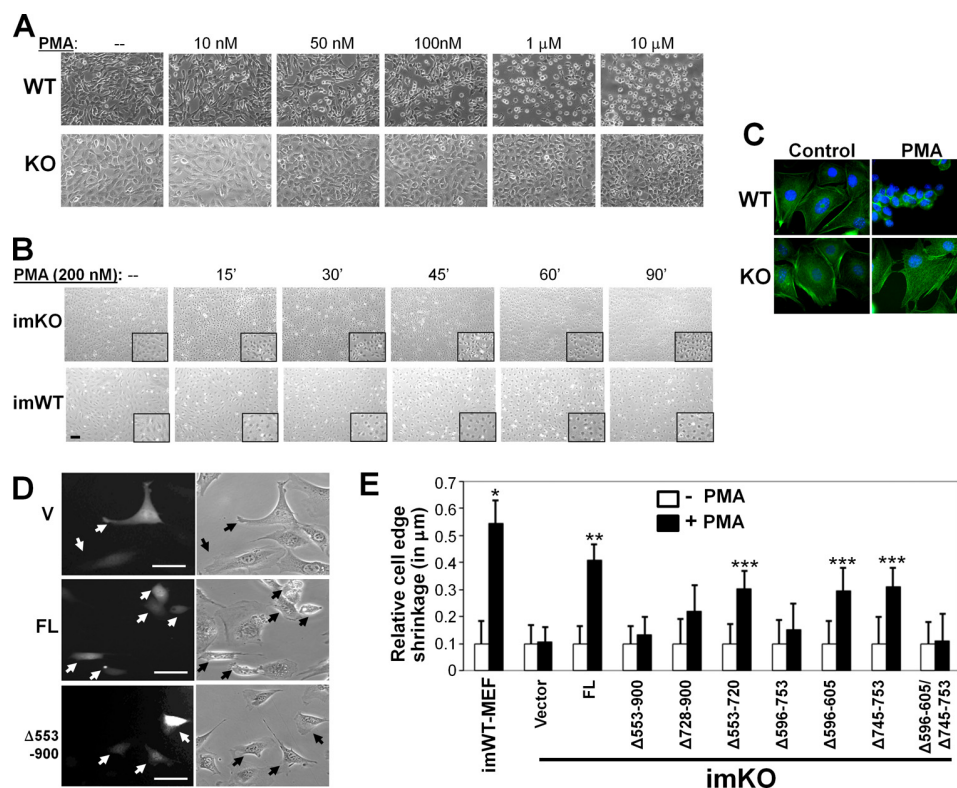 A
PMA: -- 10 nM 50 nM 100nM 1 µM 10 µM
WT
KO
B
PMA (200 nM): -- 15' 30' 45' 60' 90'
imKO
imWT
C
Control PMA
WT
KO
D
V
FL
Δ553
-900
E
Relative cell edge
shrinkage (in µm)
0.7
0.6
0.5
0.4
0.3
0.2
0.1
0
- PMA
+ PMA
*
**
***
***
***
imWT-MEF
Vector
FL
Δ553-900
Δ728-900
Δ553-720
Δ596-753
Δ596-605
Δ745-753
Δ596-605/
Δ745-753
imKO